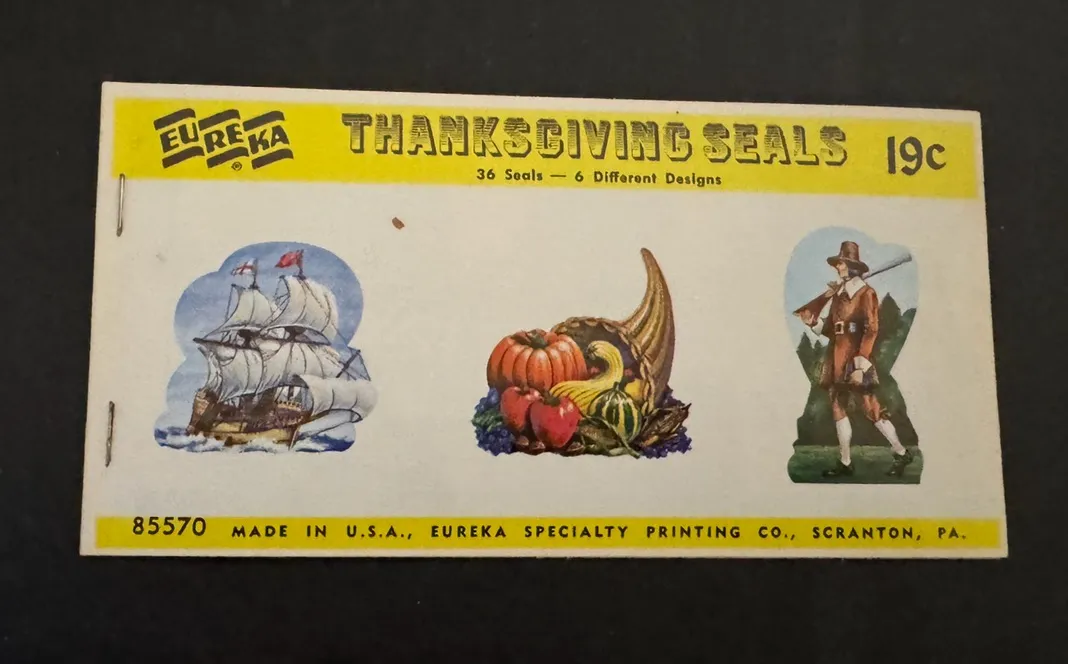 EUREKA
®
THANKSGIVING SEALS
19c
36 Seals — 6 Different Designs
85570 MADE IN U.S.A., EUREKA SPECIALTY PRINTING CO., SCRANTON, PA.